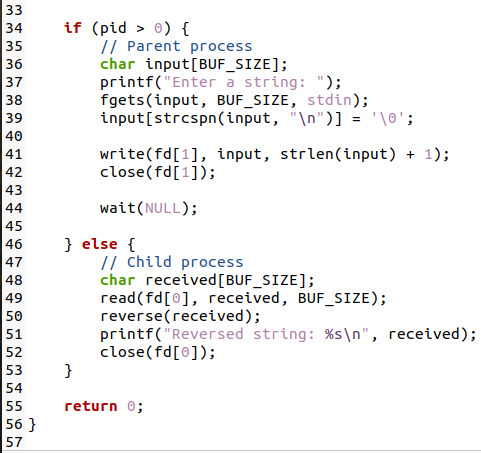 33
34     if (pid > 0) {
35         // Parent process
36         char input[BUF_SIZE];
37         printf("Enter a string: ");
38         fgets(input, BUF_SIZE, stdin);
39         input[strcspn(input, "\n")] = '\0';
40
41         write(fd[1], input, strlen(input) + 1);
42         close(fd[1]);
43
44         wait(NULL);
45
46     } else {
47         // Child process
48         char received[BUF_SIZE];
49         read(fd[0], received, BUF_SIZE);
50         reverse(received);
51         printf("Reversed string: %s\n", received);
52         close(fd[0]);
53     }
54
55     return 0;
56 }
57